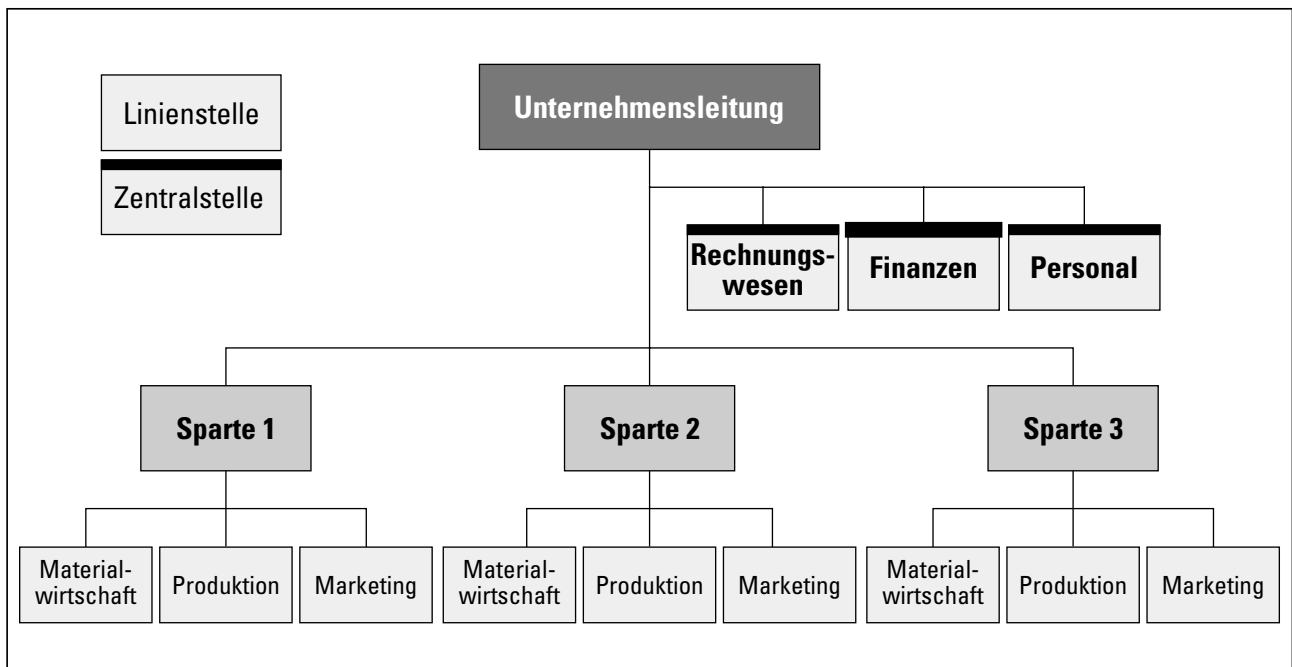 Linienstelle
Zentralstelle
Unternehmensleitung
Rechnungs-
wesen
Finanzen
Personal
Sparte 1
Sparte 2
Sparte 3
Material-
wirtschaft
Produktion
Marketing
Material-
wirtschaft
Produktion
Marketing
Material-
wirtschaft
Produktion
Marketing